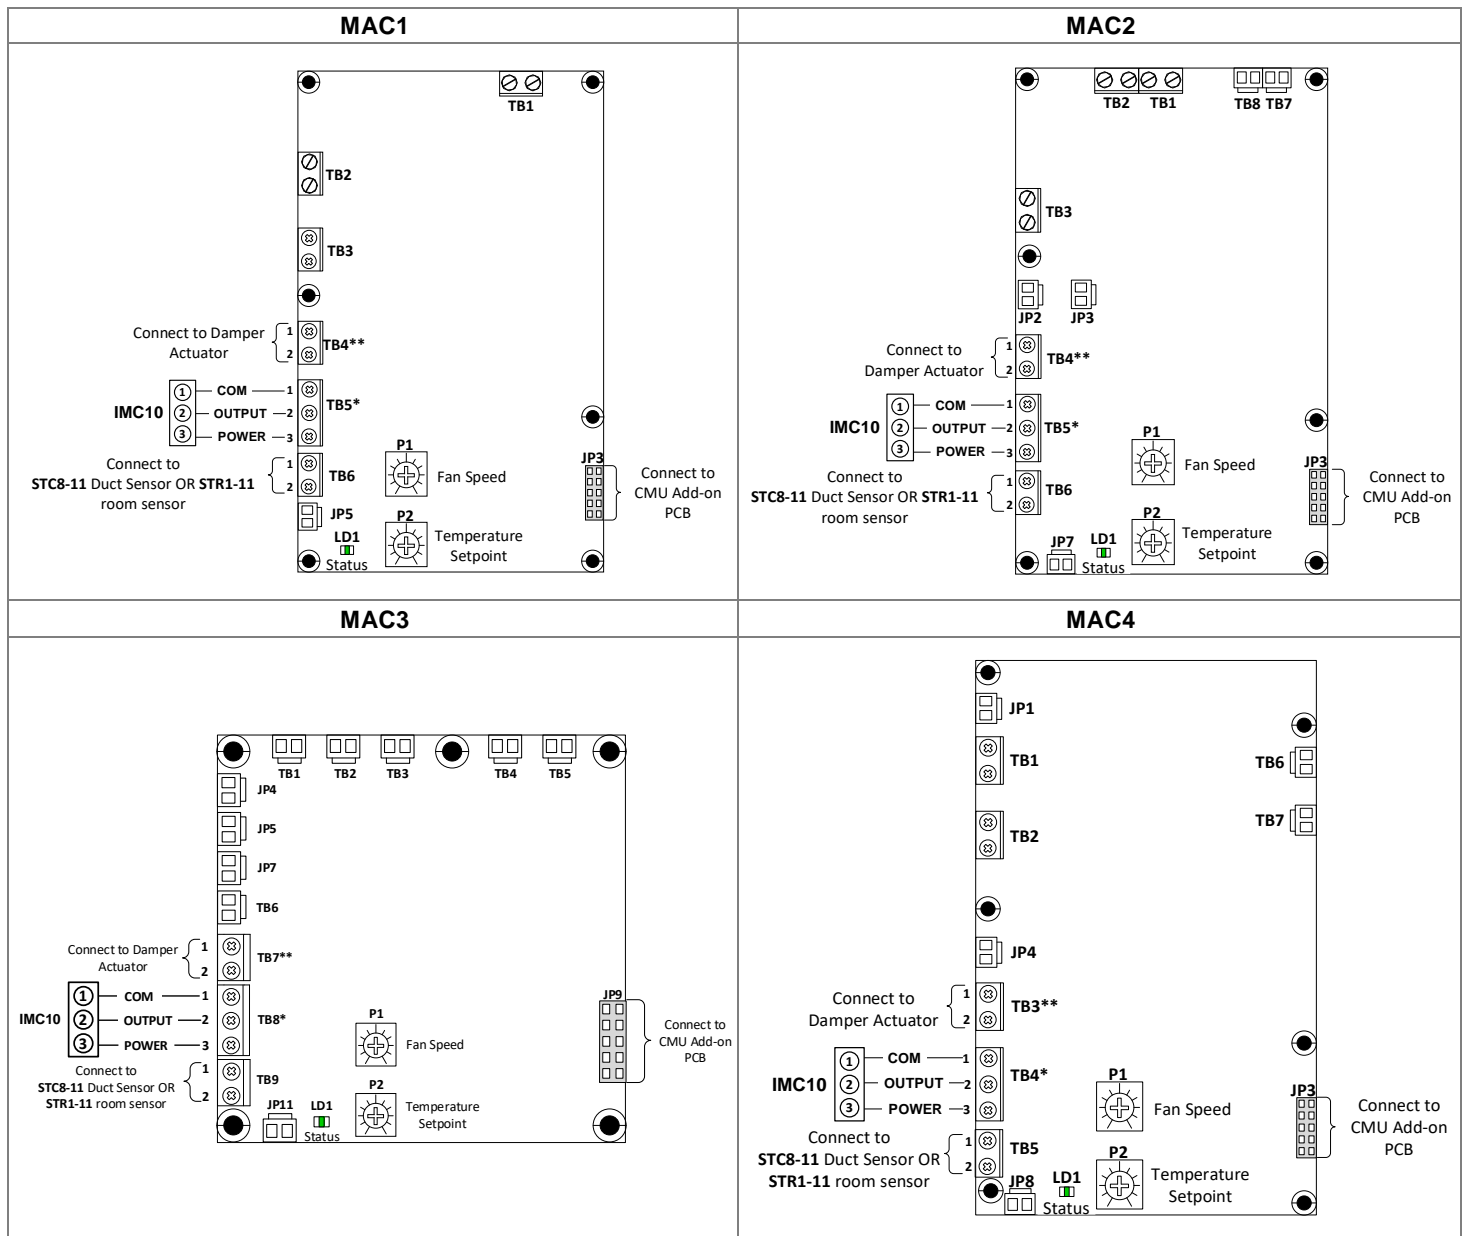 MAC1
TB1
TB2
TB3
Connect to Damper
Actuator
1
2
TB4**
IMC10
1
2
3
COM
OUTPUT
POWER
1
2
3
TB5*
Connect to
STC8-11 Duct Sensor OR STR1-11
room sensor
1
2
TB6
JP5
LD1
Status
P1
Fan Speed
P2
Temperature
Setpoint
JP3
Connect to
CMU Add-on
PCB
MAC2
TB2
TB1
TB8
TB7
TB3
JP2
JP3
Connect to
Damper Actuator
1
2
TB4**
IMC10
1
2
3
COM
OUTPUT
POWER
1
2
3
TB5*
Connect to
STC8-11 Duct Sensor OR STR1-11
room sensor
1
2
TB6
JP7
LD1
Status
P1
Fan Speed
P2
Temperature
Setpoint
JP3
Connect to
CMU Add-on
PCB
MAC3
TB1
TB2
TB3
TB4
TB5
JP4
JP5
JP7
TB6
Connect to Damper
Actuator
1
2
TB7**
IMC10
1
2
3
COM
OUTPUT
POWER
1
2
3
TB8*
Connect to
STC8-11 Duct Sensor OR
STR1-11 room sensor
1
2
TB9
JP11
LD1
Status
P1
Fan Speed
P2
Temperature
Setpoint
JP9
Connect to
CMU Add-on
PCB
MAC4
JP1
TB1
TB2
TB6
TB7
JP4
Connect to
Damper Actuator
1
2
TB3**
IMC10
1
2
3
COM
OUTPUT
POWER
1
2
3
TB4*
Connect to
STC8-11 Duct Sensor OR
STR1-11 room sensor
1
2
TB5
JP8
LD1
Status
P1
Fan Speed
P2
Temperature
Setpoint
JP3
Connect to
CMU Add-on
PCB